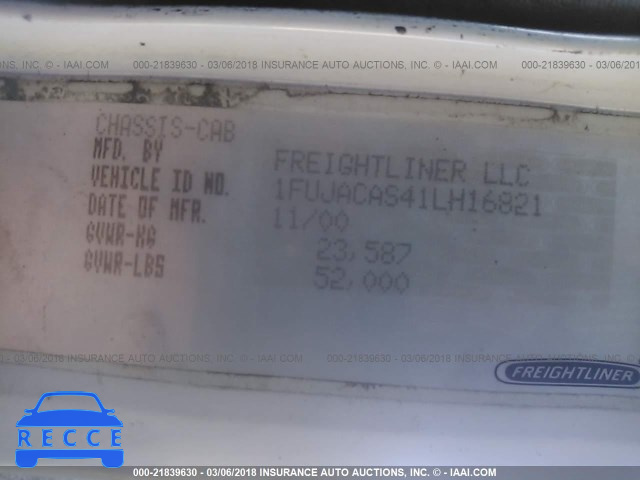 000-21839630 - 03/06/2018 INSURANCE AUTO AUCTIONS, INC. - © - IAAI.COM
CHASSIS-CAB
MFD. BY FREIGHTLINER LLC
VEHICLE ID NO. 1FUJACAS41LH16821
DATE OF MFR. 11/00
GVWR-KG 23,587
GVWR-LBS 52,000
FREIGHTLINER
RECCE
000-21839630 - 03/06/2018 INSURANCE AUTO AUCTIONS, INC. - © - IAAI.COM